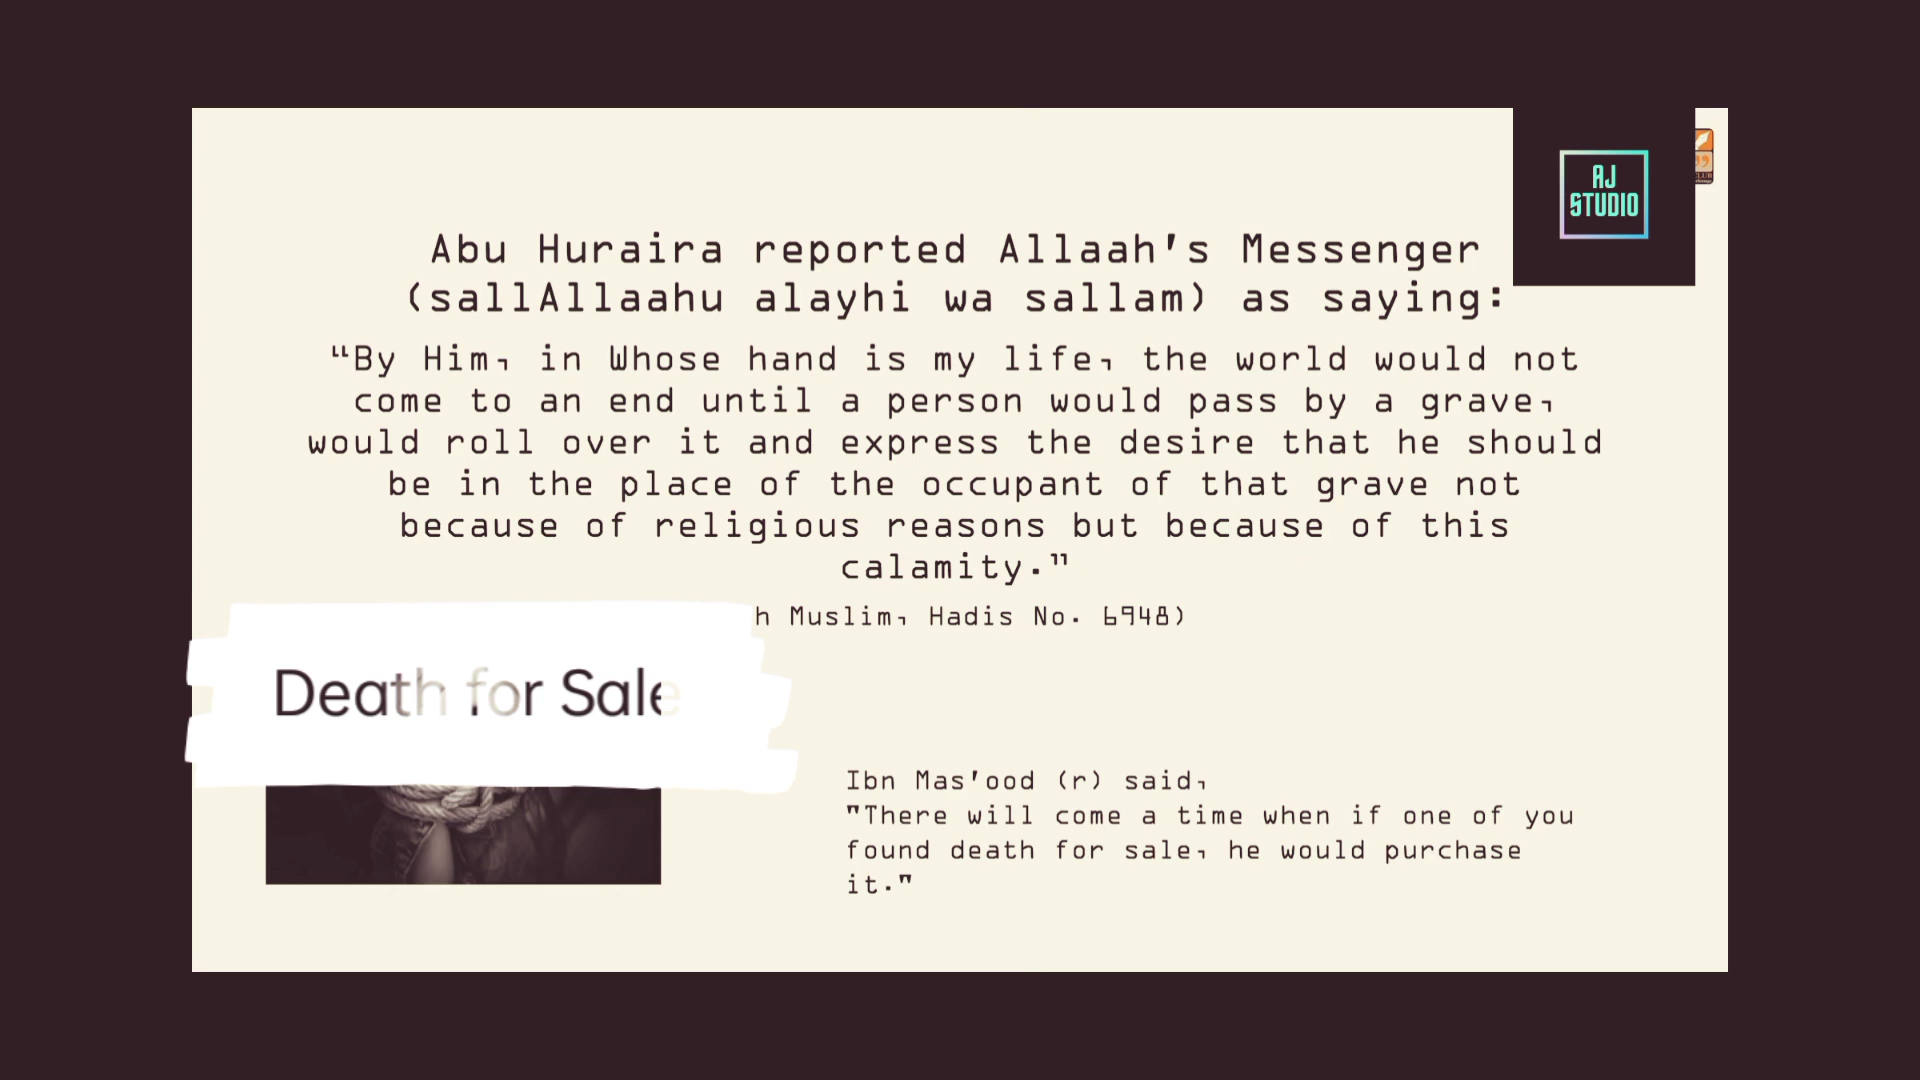 AJ
STUDIO
Abu Huraira reported Allaah's Messenger
(sallAllaahu alayhi wa sallam) as saying:
“By Him, in Whose hand is my life, the world would not
come to an end until a person would pass by a grave,
would roll over it and express the desire that he should
be in the place of the occupant of that grave not
because of religious reasons but because of this
calamity.”
Muslim, Hadis No. 6948)
Death for Sale
Ibn Mas'ood (r) said,
"There will come a time when if one of you
found death for sale, he would purchase
it."